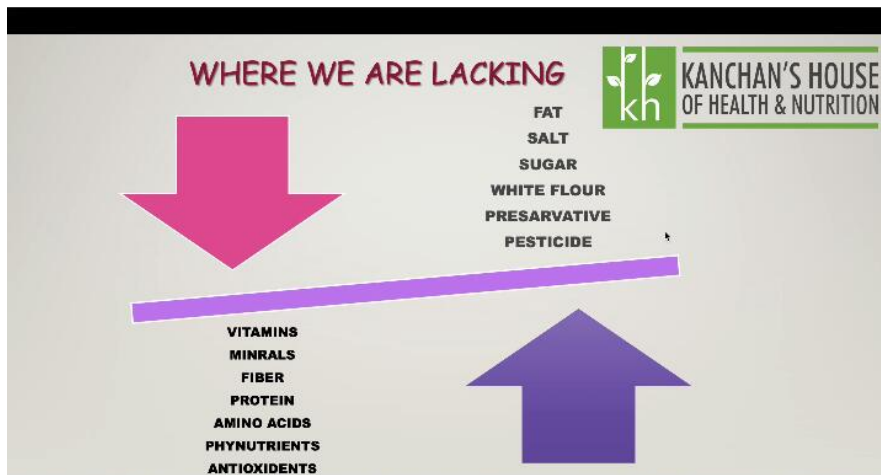 WHERE WE ARE LACKING
kh
KANCHAN'S HOUSE
OF HEALTH & NUTRITION
FAT
SALT
SUGAR
WHITE FLOUR
PRESARVATIVE
PESTICIDE
VITAMINS
MINRALS
FIBER
PROTEIN
AMINO ACIDS
PHYNUTRIENTS
ANTIOXIDENTS